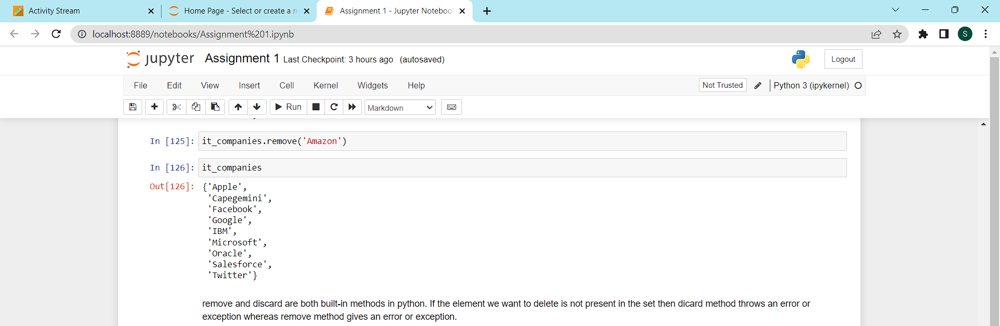 Activity Stream
Home Page - Select or create a n
Assignment 1 - Jupyter Noteboo
localhost:8889/notebooks/Assignment%201.ipynb
S
jupyter Assignment 1 Last Checkpoint: 3 hours ago (autosaved)
Logout
File Edit View Insert Cell Kernel Widgets Help
Not Trusted
Python 3 (ipykernel)
Run
Markdown
In [125]: it_companies.remove('Amazon')
In [126]: it_companies
Out[126]: {'Apple',
'Capegemini',
'Facebook',
'Google',
'IBM',
'Microsoft',
'Oracle',
'Salesforce',
'Twitter'}
remove and discard are both built-in methods in python. If the element we want to delete is not present in the set then dicard method throws an error or
exception whereas remove method gives an error or exception.